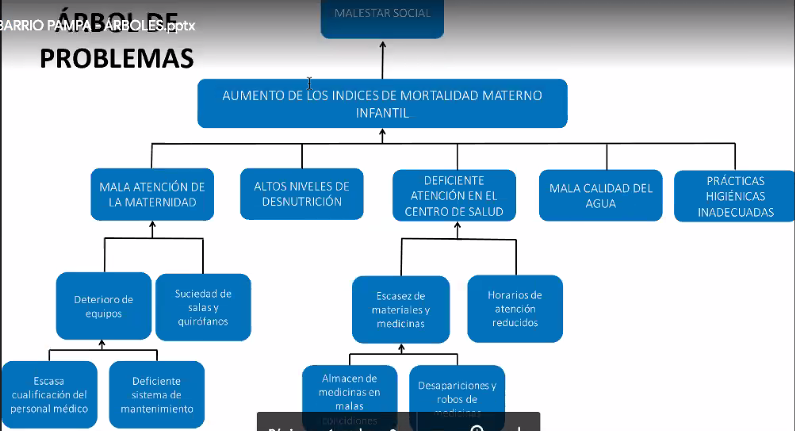 ÁRBOL DE
BARRIO PAMPA - ÁRBOLES.pptx
PROBLEMAS
MALESTAR SOCIAL
AUMENTO DE LOS INDICES DE MORTALIDAD MATERNO
INFANTIL
MALA ATENCIÓN DE
LA MATERNIDAD
ALTOS NIVELES DE
DESNUTRICIÓN
DEFICIENTE
ATENCIÓN EN EL
CENTRO DE SALUD
MALA CALIDAD DEL
AGUA
PRÁCTICAS
HIGIÉNICAS
INADECUADAS
Deterioro de
equipos
Suciedad de
salas y
quirófanos
Escasez de
materiales y
medicinas
Horarios de
atención
reducidos
Escasa
cualificación del
personal médico
Deficiente
sistema de
mantenimiento
Almacen de
medicinas en
malas
condiciones
Desapariciones y
robos de
medicinas